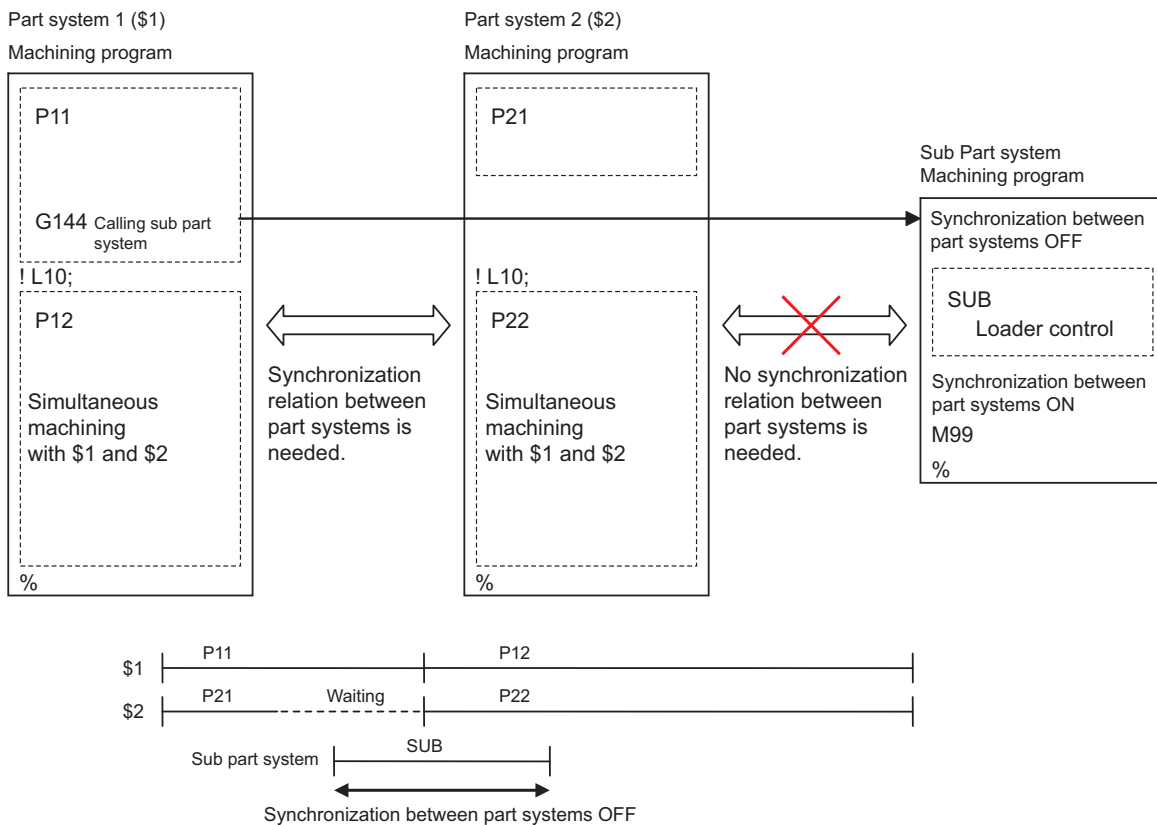 Part system 1 ($1)
Machining program
P11
G144 Calling sub part
system
! L10;
P12
Simultaneous
machining
with $1 and $2
%
Synchronization
relation between
part systems is
needed.
Part system 2 ($2)
Machining program
P21
! L10;
P22
Simultaneous
machining
with $1 and $2
%
No synchronization
relation between
part systems is
needed.
Sub Part system
Machining program
Synchronization between
part systems OFF
SUB
Loader control
Synchronization between
part systems ON
M99
%
$1 P11 P12
$2 P21 Waiting P22
Sub part system SUB
Synchronization between part systems OFF